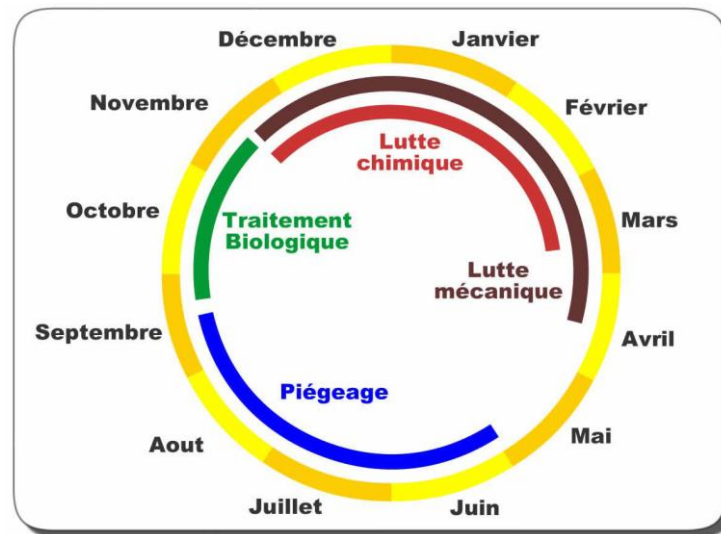 Décembre
Janvier
Novembre
Février
Lutte
chimique
Octobre
Traitement
Biologique
Mars
Lutte
mécanique
Septembre
Avril
Piégeage
Aout
Mai
Juillet
Juin